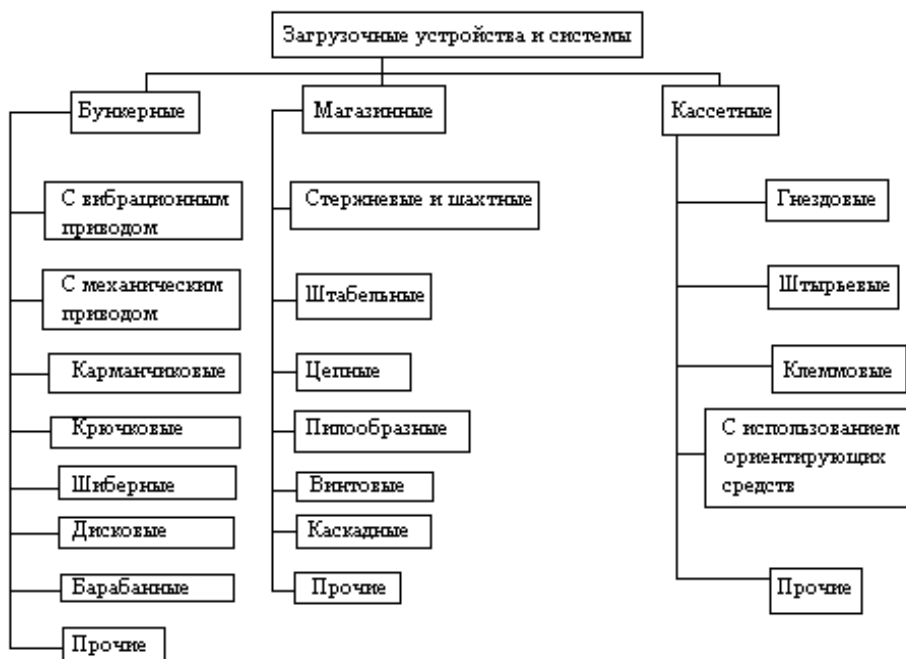 Загрузочные устройства и системы
Бункерные
Магазинные
Кассетные
С вибрационным
приводом
С механическим
приводом
Карманчиковые
Крючковые
Шиберные
Дисковые
Барабанные
Прочие
Стержневые и шахтные
Штабельные
Цепные
Пилообразные
Винтовые
Каскадные
Прочие
Гнездовые
Штырьевые
Клеммовые
С использованием
ориентирующих
средств
Прочие